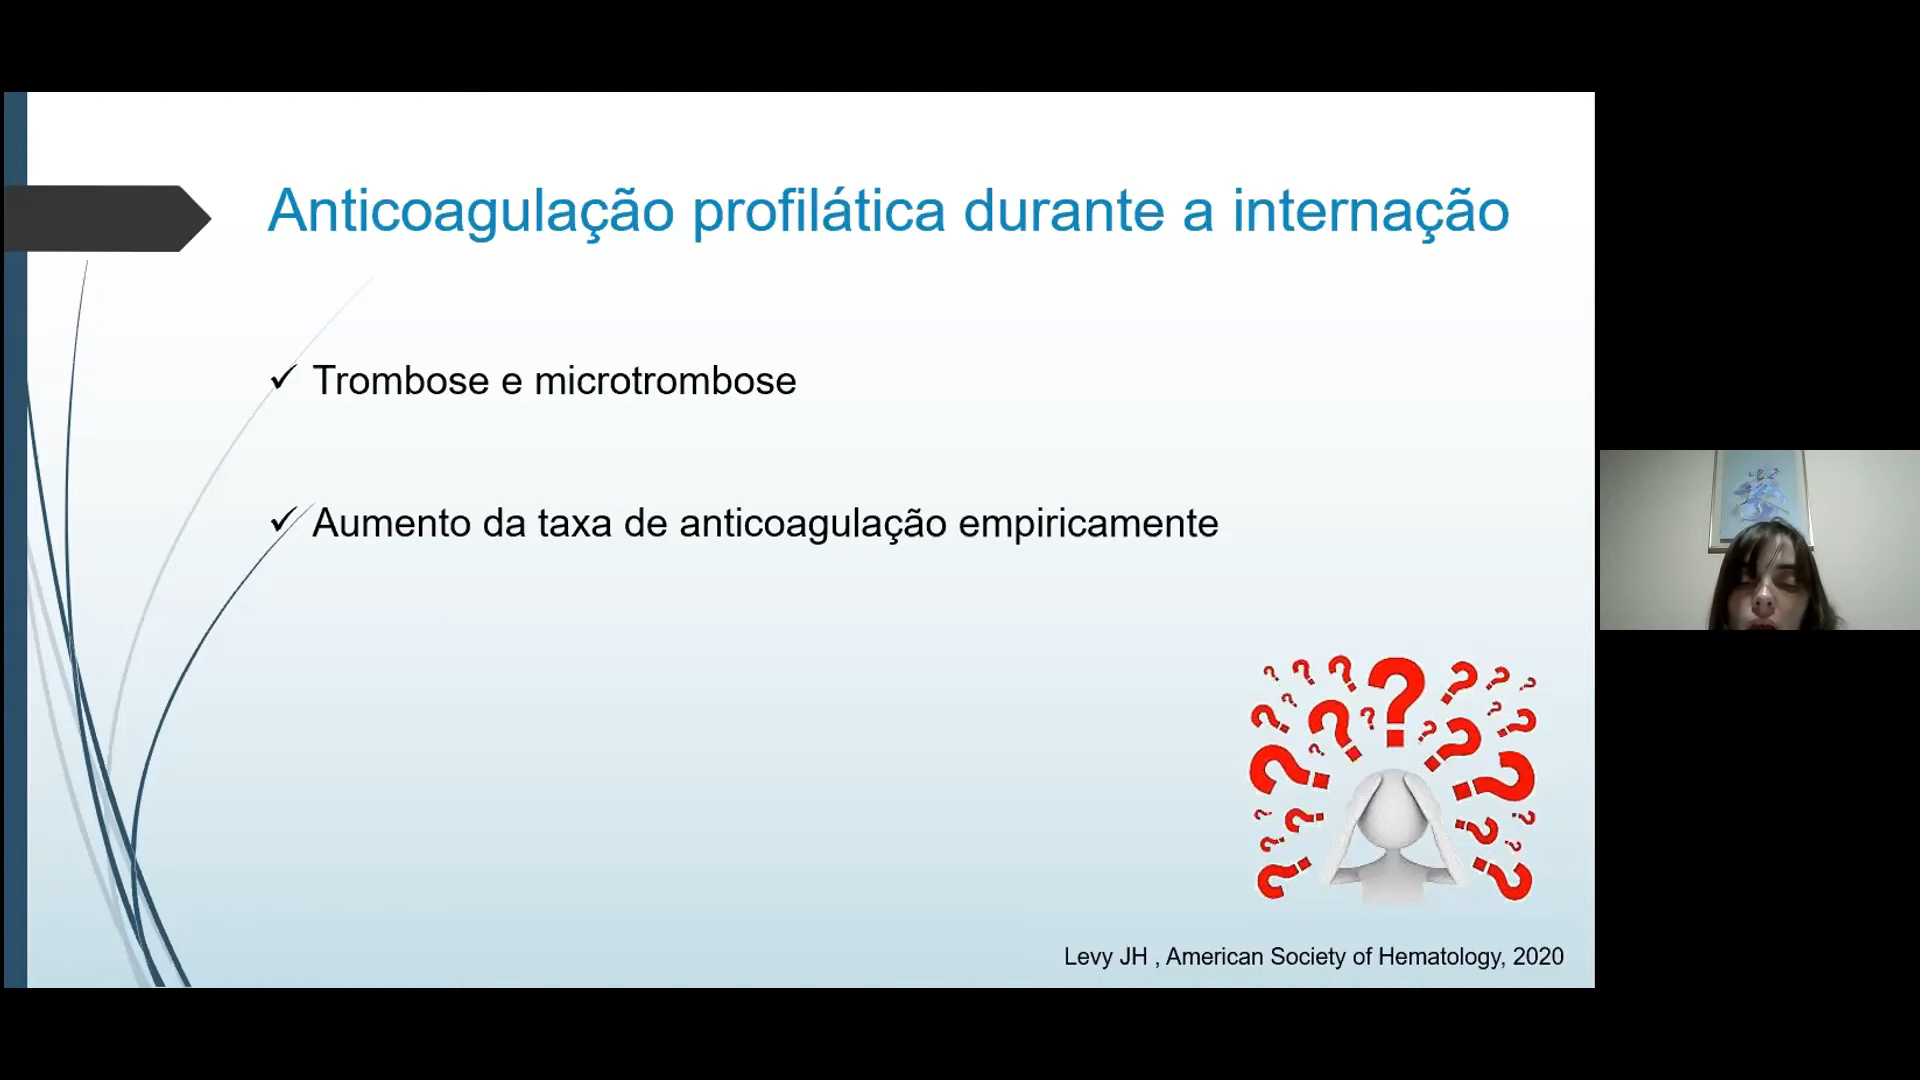 Anticoagulação profilática durante a internação
✓ Trombose e microtrombose
✓ Aumento da taxa de anticoagulação empiricamente
Levy JH , American Society of Hematology, 2020